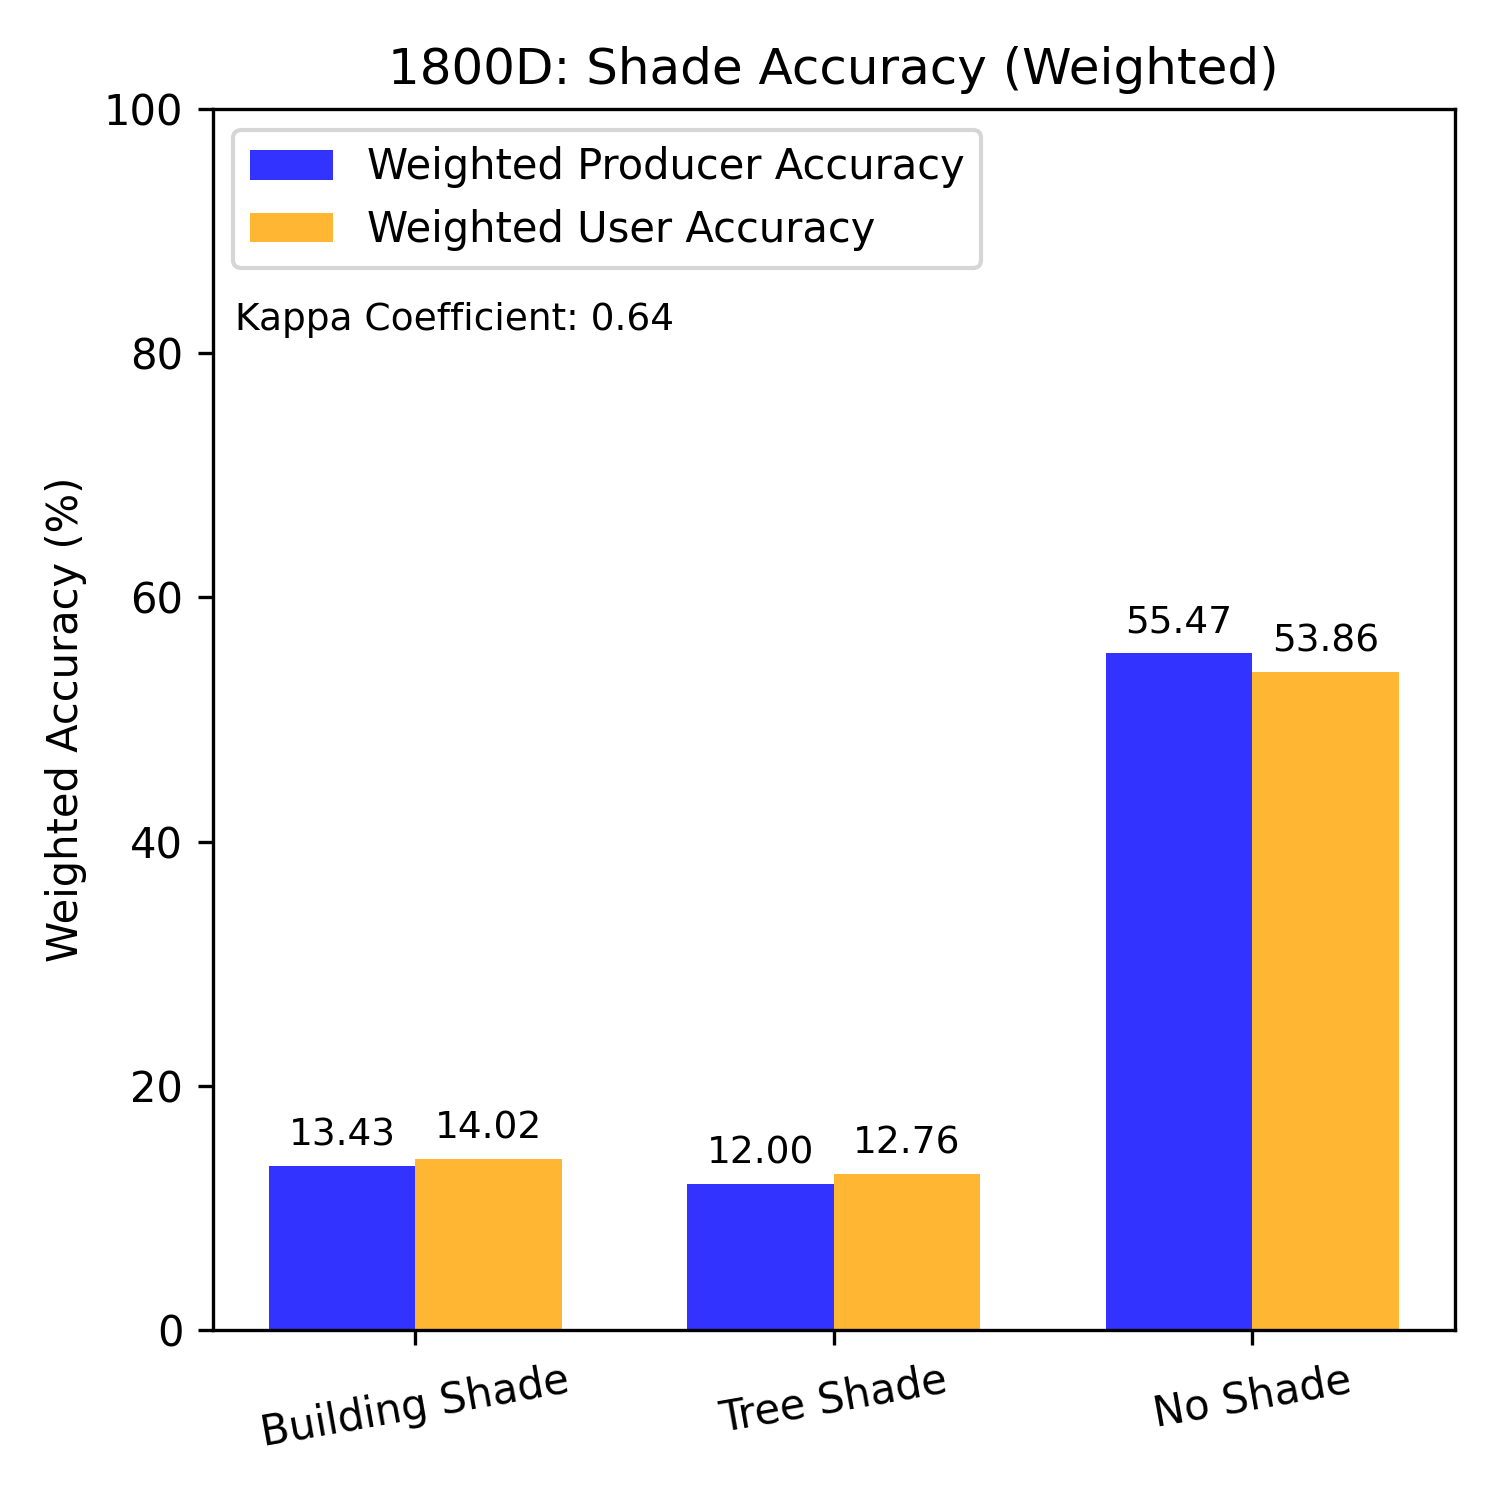 1800D: Shade Accuracy (Weighted)
Weighted Producer Accuracy
Weighted User Accuracy
Kappa Coefficient: 0.64
Weighted Accuracy (%)
100
80
60
40
20
0
13.43
14.02
12.00
12.76
55.47
53.86
Building Shade
Tree Shade
No Shade